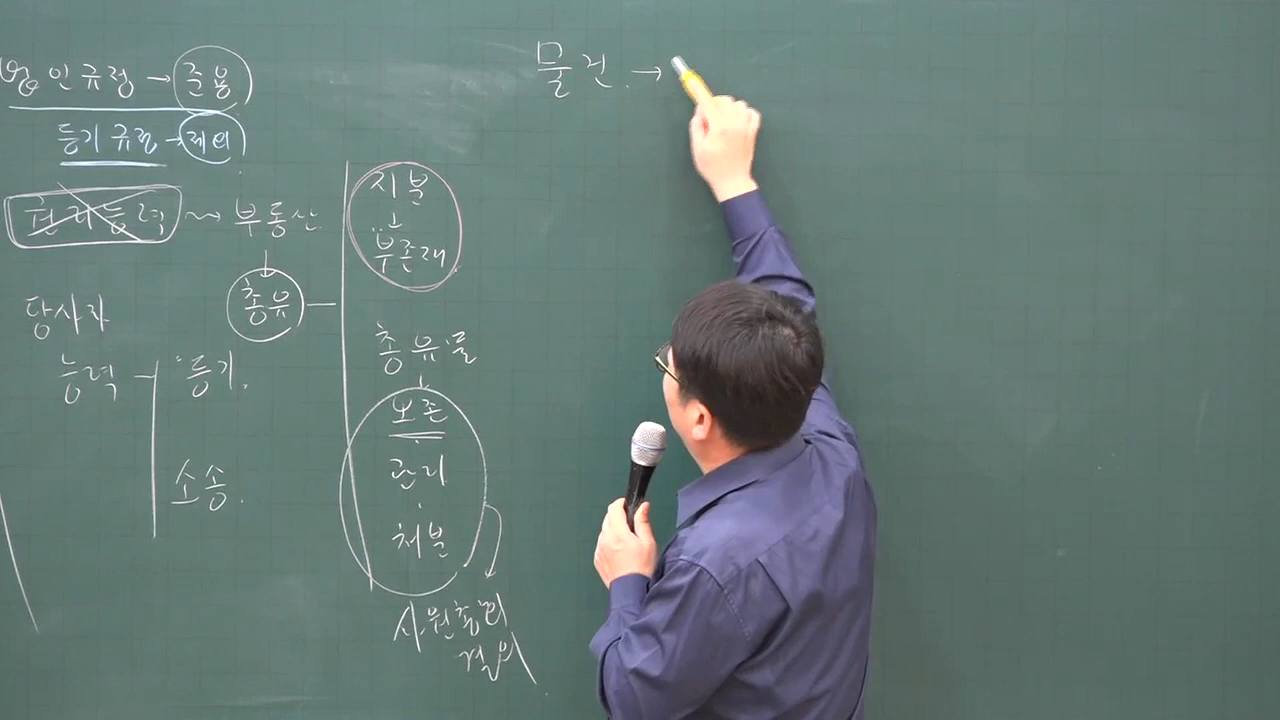 법인규정 → 준용
등기 규정 → 제외
권리능력 ⇝ 부동산
↓
총유
당사자
능력 - 등기.
소송.
지분
부존재
총유물
보존
관리
처분
사원총회
결의
물건. →